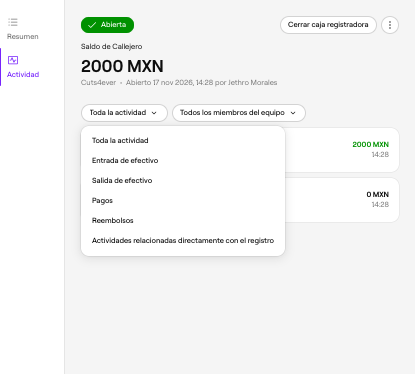 Resumen
Actividad
Abierta
Cerrar caja registradora
Saldo de Callejero
2000 MXN
Cuts4ever • Abierto 17 nov 2026, 14:28 por Jethro Morales
Toda la actividad
Todos los miembros del equipo
Toda la actividad
Entrada de efectivo
Salida de efectivo
Pagos
Reembolsos
Actividades relacionadas directamente con el registro
2000 MXN
14:28
0 MXN
14:28